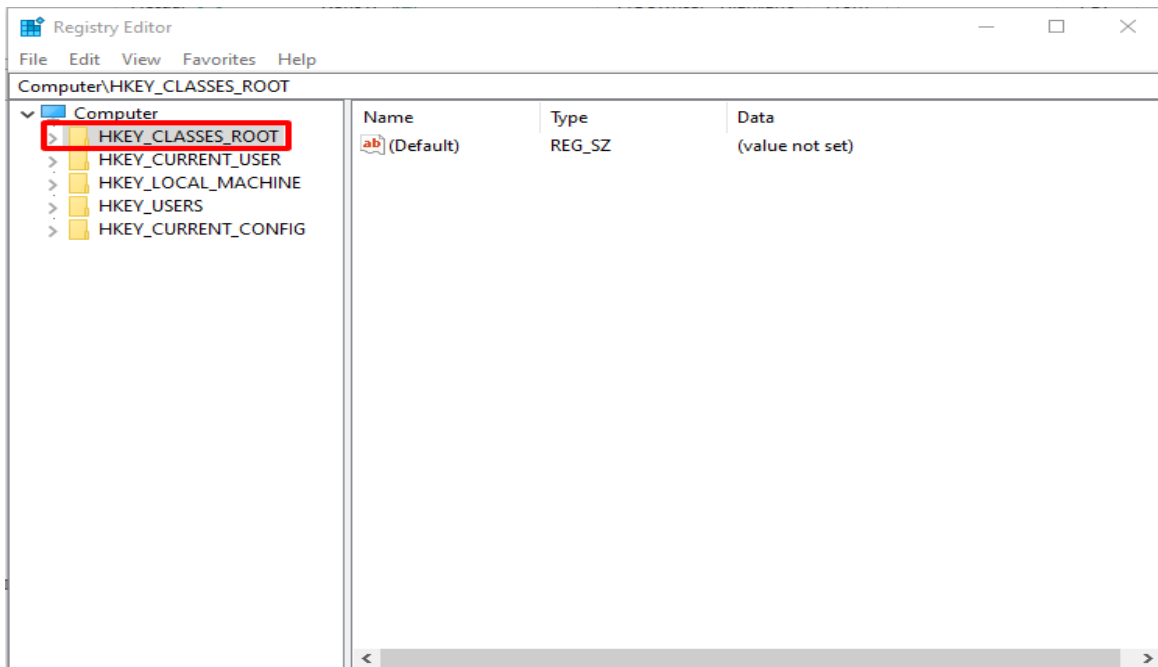 Registry Editor
File Edit View Favorites Help
Computer\HKEY_CLASSES_ROOT
Computer
HKEY_CLASSES_ROOT
HKEY_CURRENT_USER
HKEY_LOCAL_MACHINE
HKEY_USERS
HKEY_CURRENT_CONFIG
Name Type Data
ab (Default) REG_SZ (value not set)